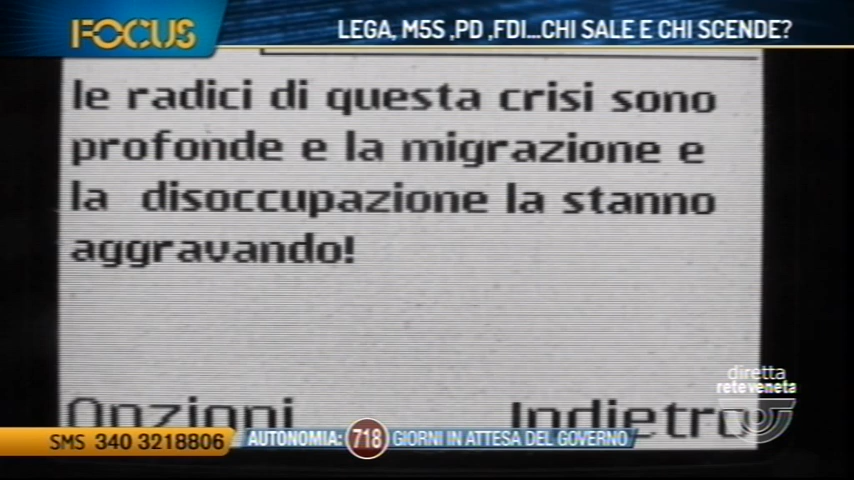 FOCUS
LEGA, M5S ,PD ,FDI...CHI SALE E CHI SCENDE?
le radici di questa crisi sono
profonde e la migrazione e
la disoccupazione la stanno
aggravando!
Opzioni Indietro
diretta
reteveneta
SMS 340 3218806
AUTONOMIA: 718 GIORNI IN ATTESA DEL GOVERNO